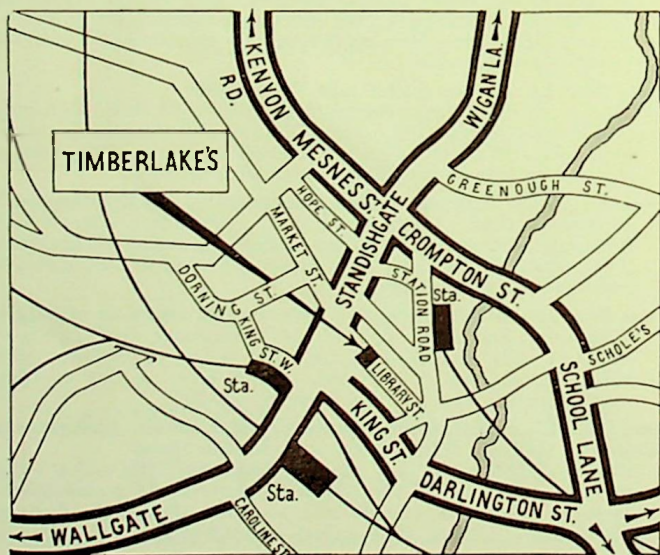 KENYON
RD.
WIGAN LA.
TIMBERLAKE'S
MESNES ST.
GREENOUGH ST.
HOPE ST
MARKET ST.
STANDISHGATE
CROMPTON ST.
STATION ROAD
Sta.
DORNING ST.
KING ST. W.
SCHOLE'S
LIBRARY ST.
Sta.
KING ST.
SCHOOL LANE
Sta.
DARLINGTON ST.
WALLGATE
CAROLINE ST.